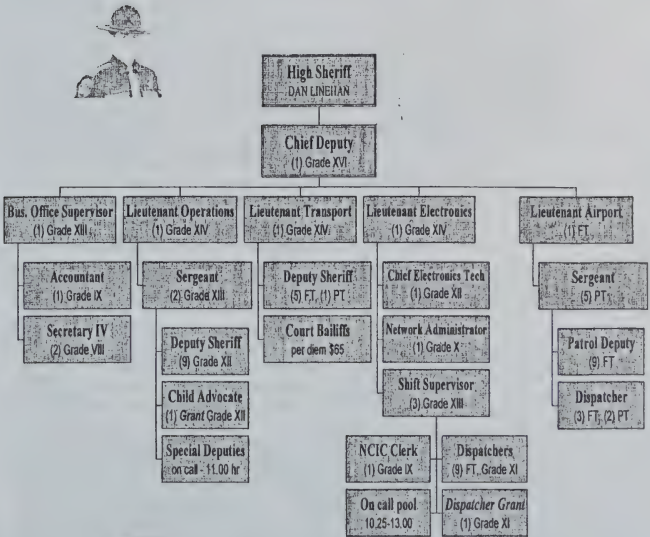 High Sheriff
DAN LINEHAN
Chief Deputy
(1) Grade XVI
Bus. Office Supervisor
(1) Grade XIII
Lieutenant Operations
(1) Grade XIV
Lieutenant Transport
(1) Grade XIV
Lieutenant Electronics
(1) Grade XIV
Lieutenant Airport
(1) FT
Accountant
(1) Grade IX
Secretary IV
(2) Grade VIII
Sergeant
(2) Grade XIII
Deputy Sheriff
(9) Grade XII
Child Advocate
(1) Grant Grade XII
Special Deputies
on call - 11.00 hr
Deputy Sheriff
(5) FT, (1) PT
Court Bailiffs
per diem $65
Chief Electronics Tech
(1) Grade XII
Network Administrator
(1) Grade X
Shift Supervisor
(3) Grade XIII
NCIC Clerk
(1) Grade IX
On call pool
10.25-13.00
Dispatchers
(9) FT, Grade XI
Dispatcher Grant
(1) Grade XI
Sergeant
(5) PT
Patrol Deputy
(9) FT
Dispatcher
(3) FT, (2) PT